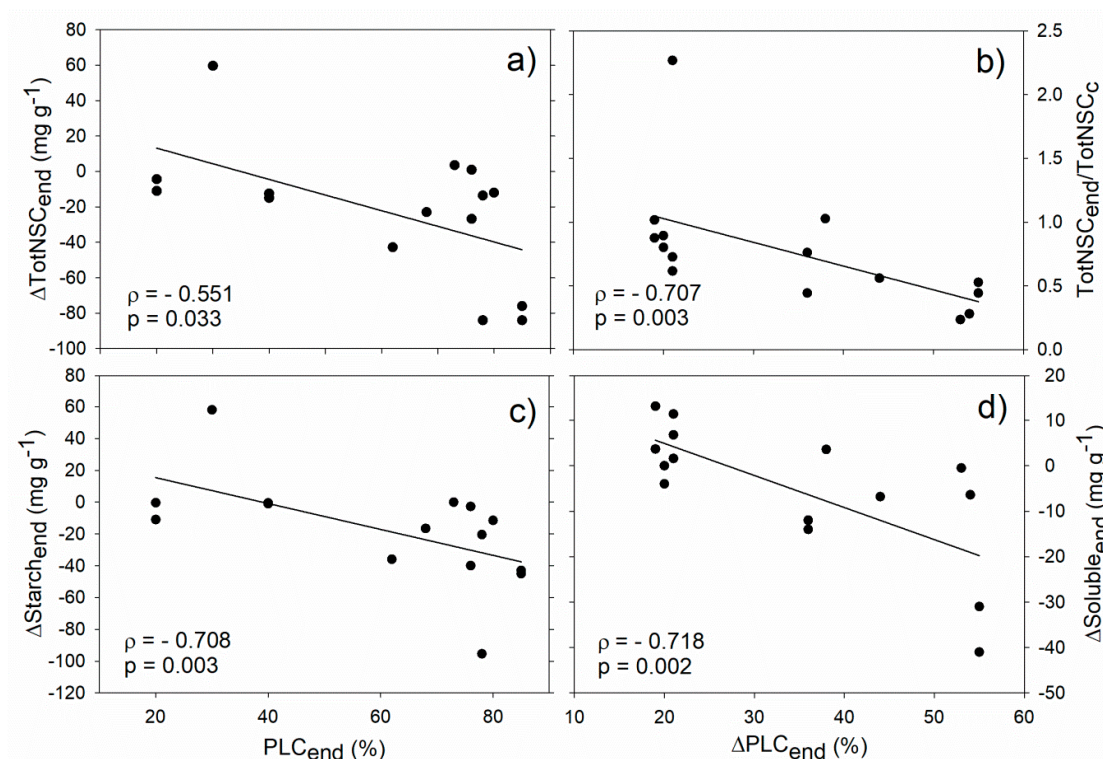 80
60
40
20
0
-20
-40
-60
-80
-100
ΔTotNSCend (mg g-1)
a)
ρ = - 0.551
p = 0.033
b)
ρ = - 0.707
p = 0.003
2.5
2.0
1.5
1.0
0.5
0.0
TotNSCend/TotNSCc
80
60
40
20
0
-20
-40
-60
-80
-100
-120
ΔStarchend (mg g-1)
c)
ρ = - 0.708
p = 0.003
20 40 60 80
PLCend (%)
d)
ρ = - 0.718
p = 0.002
20
10
0
-10
-20
-30
-40
-50
ΔSolubleend (mg g-1)
10 20 30 40 50 60
ΔPLCend (%)